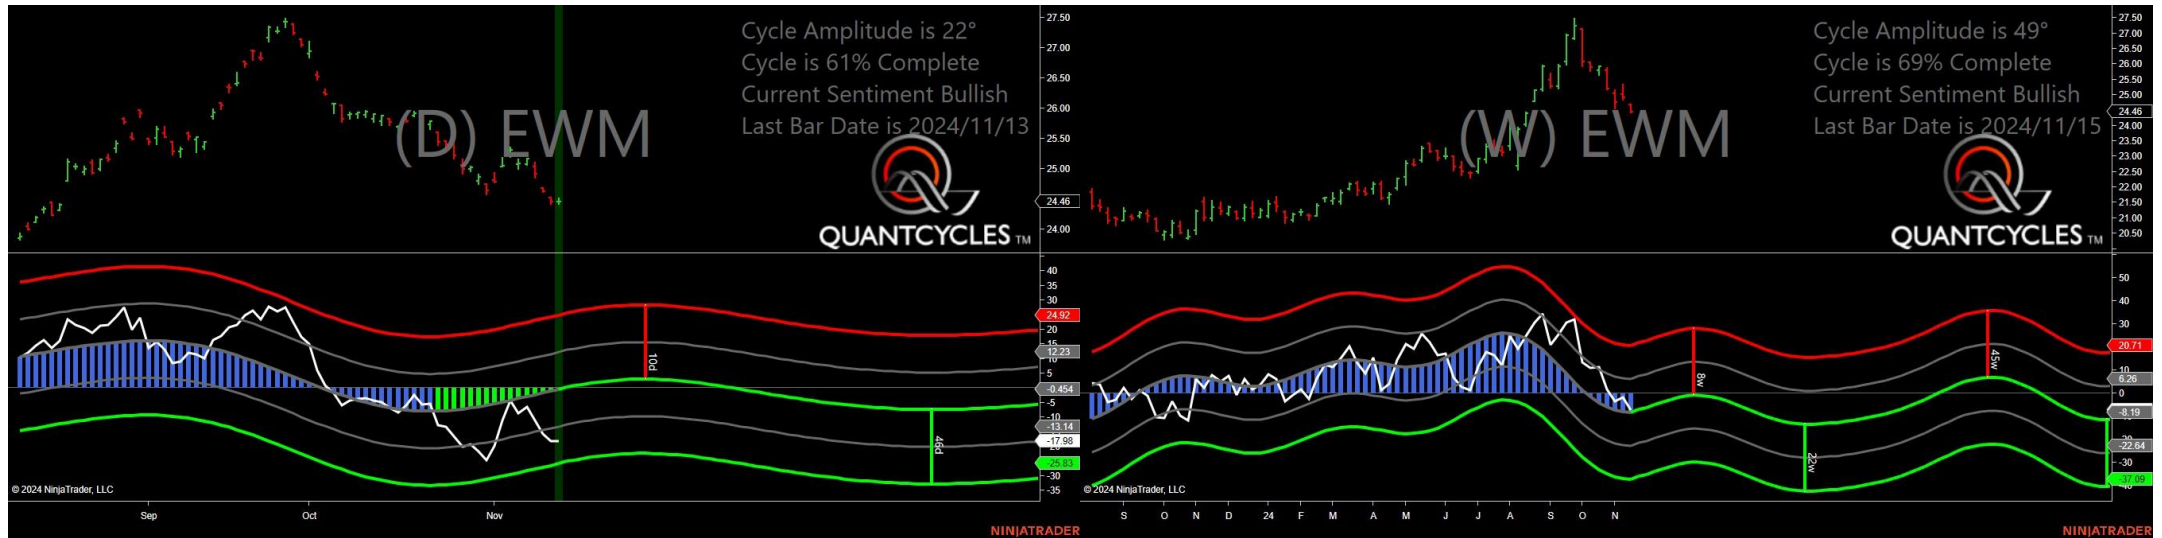 Cycle Amplitude is 22°
Cycle is 61% Complete
Current Sentiment Bullish
Last Bar Date is 2024/11/13
(D) EWM
QUANTCYCLES TM
27.50
27.00
26.50
26.00
25.50
25.00
24.46
24.00
40
35
30
24.92
20
15
12.23
5
-0.454
-5
-10
-13.14
-17.98
-25.83
-30
-35
10d
46d
© 2024 NinjaTrader, LLC
Sep Oct Nov
NINJATRADER
Cycle Amplitude is 49°
Cycle is 69% Complete
Current Sentiment Bullish
Last Bar Date is 2024/11/15
(W) EWM
QUANTCYCLES TM
27.50
27.00
26.50
26.00
25.50
25.00
24.46
24.00
23.50
23.00
22.50
22.00
21.50
21.00
20.50
50
40
30
20.71
10
6.26
0
-8.19
-22.64
-30
-37.09
8w
22w
45w
© 2024 NinjaTrader, LLC
S O N D 24 F M A M J J A S O N
NINJATRADER